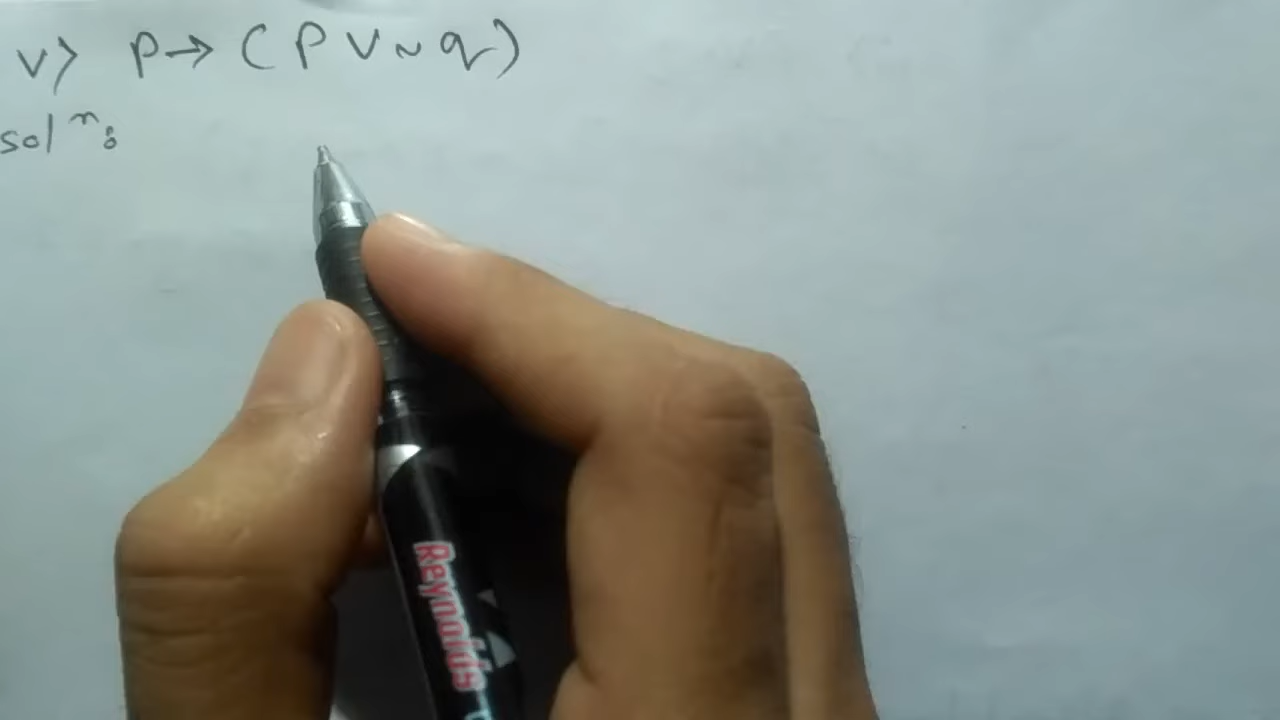 v> p→ (p ∨ ~ q)
solⁿ:
Reynolds